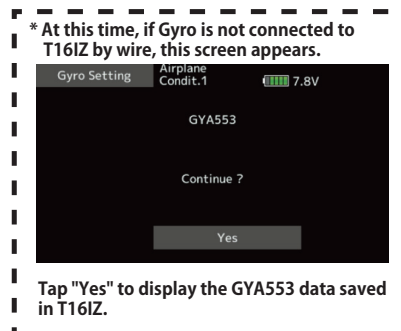 * At this time, if Gyro is not connected to
T16IZ by wire, this screen appears.
Gyro Setting
Airplane
Condit.1
7.8V
GYA553
Continue ?
Yes
Tap "Yes" to display the GYA553 data saved
in T16IZ.